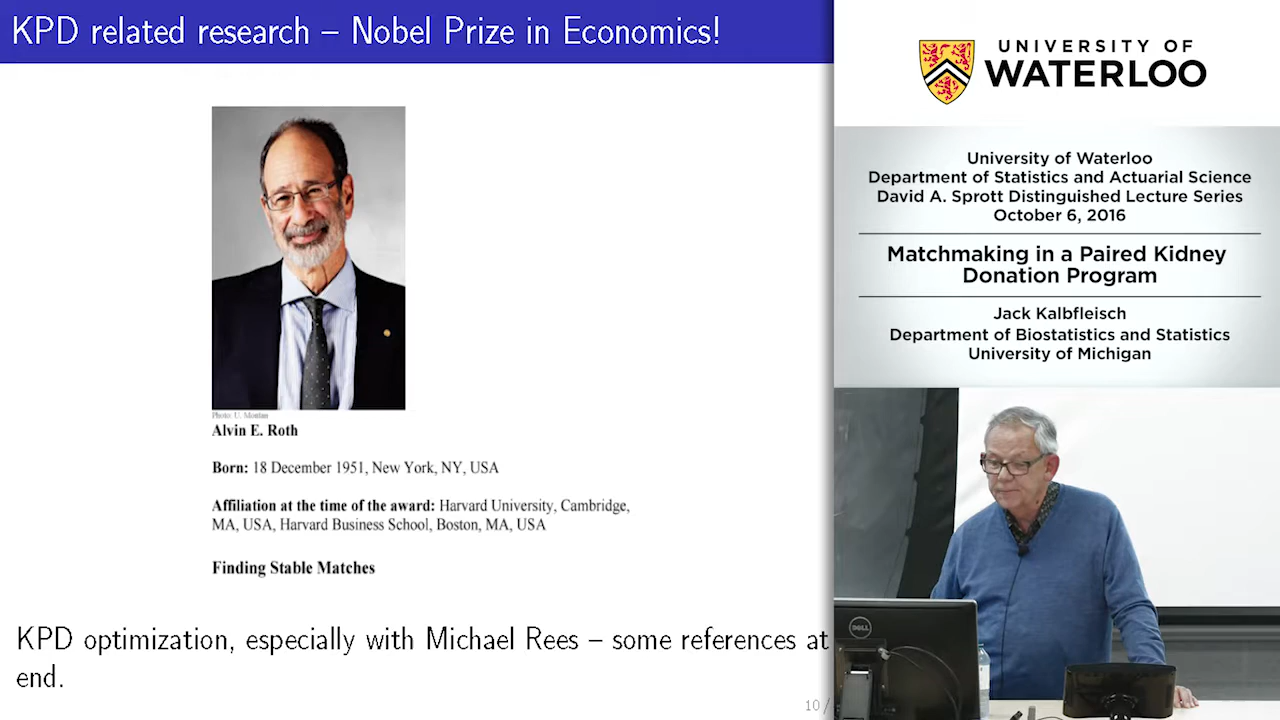 KPD related research – Nobel Prize in Economics!
Photo: U. Montan
Alvin E. Roth
Born: 18 December 1951, New York, NY, USA
Affiliation at the time of the award: Harvard University, Cambridge,
MA, USA, Harvard Business School, Boston, MA, USA
Finding Stable Matches
KPD optimization, especially with Michael Rees – some references at
end.
10 /
UNIVERSITY OF
WATERLOO
University of Waterloo
Department of Statistics and Actuarial Science
David A. Sprott Distinguished Lecture Series
October 6, 2016
Matchmaking in a Paired Kidney
Donation Program
Jack Kalbfleisch
Department of Biostatistics and Statistics
University of Michigan
DELL